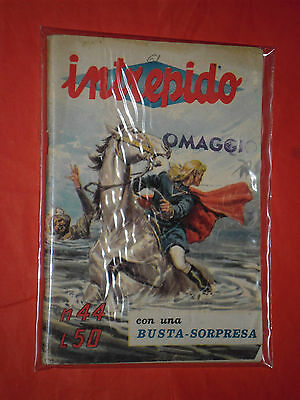 intrepido
OMAGGIO
n. 44
L 50
con una
BUSTA-SORPRESA